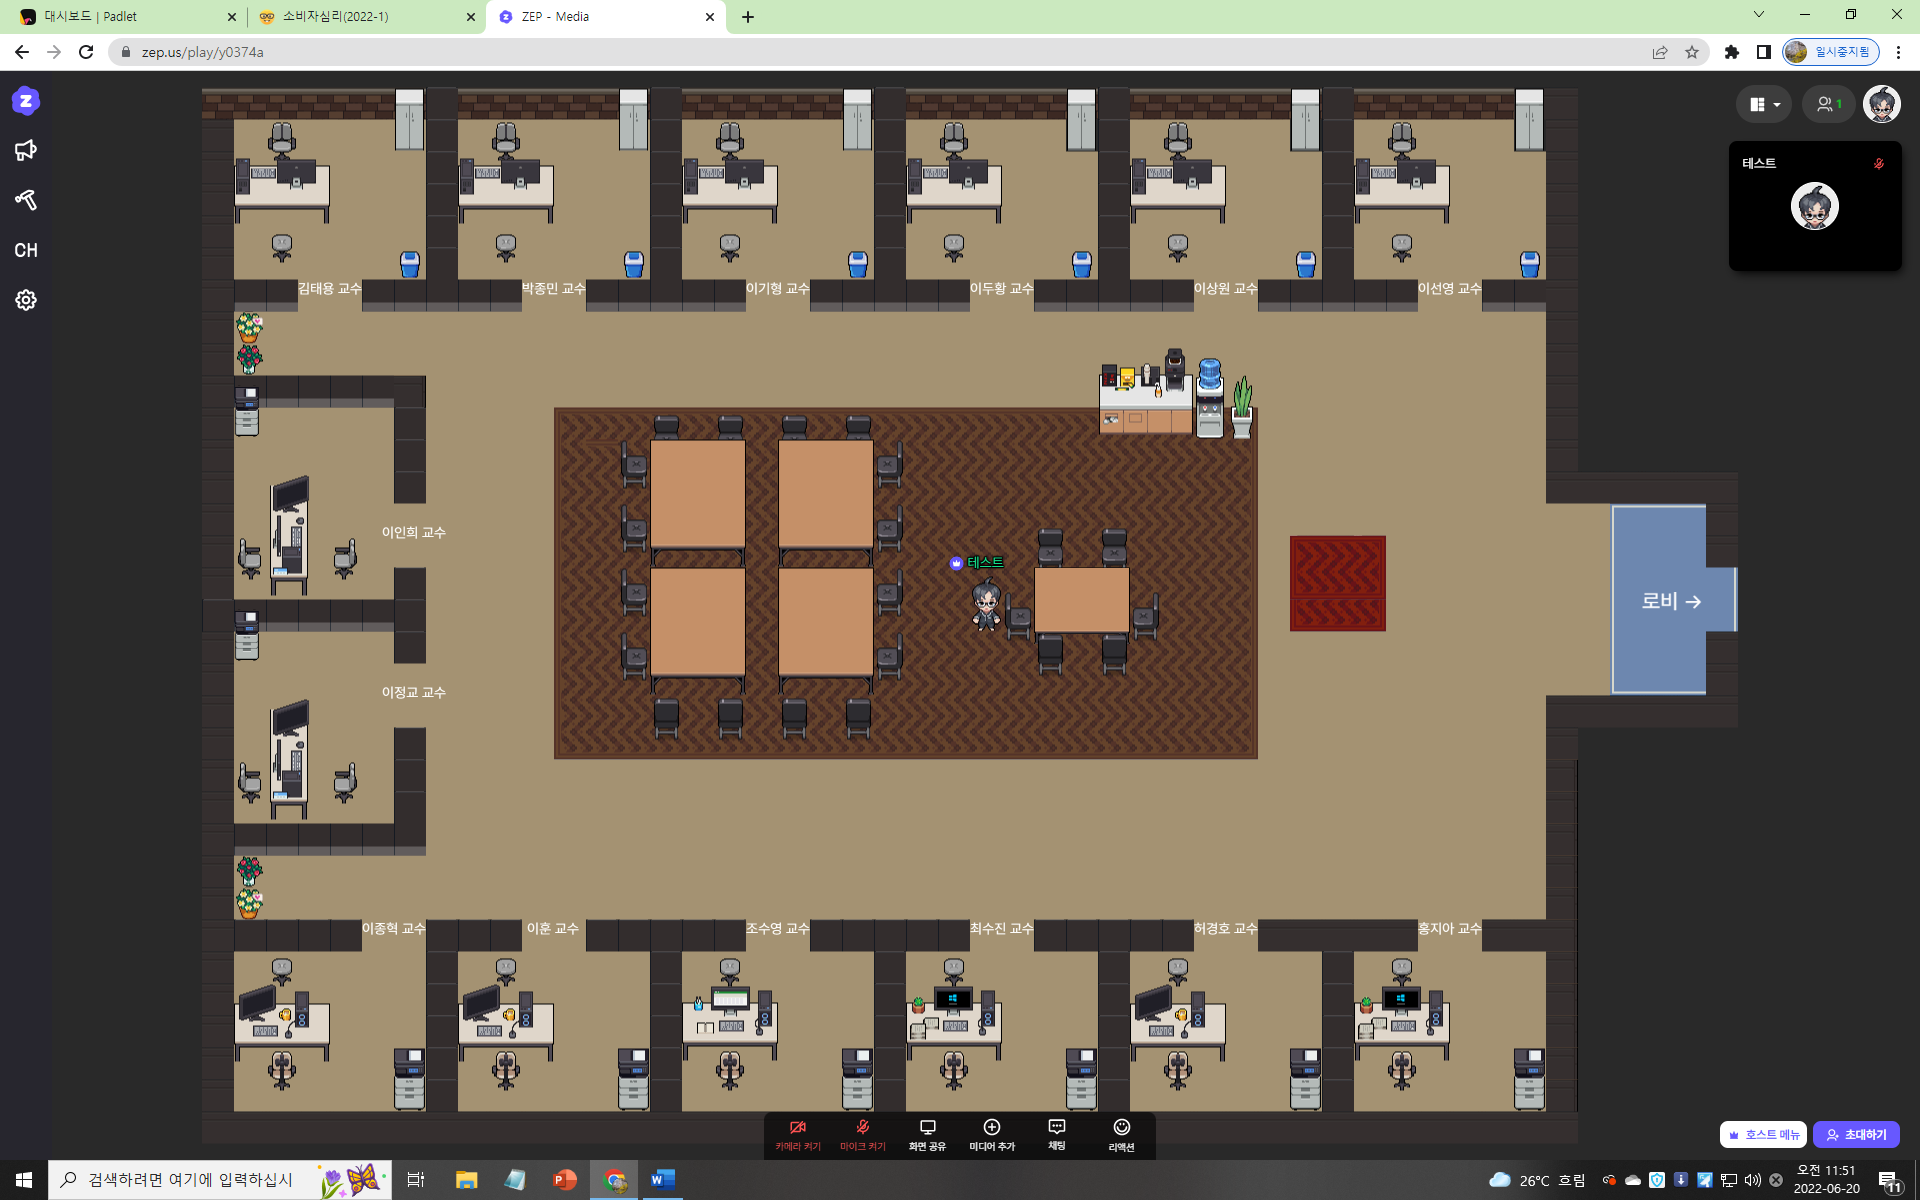 대시보드 | Padlet
소비자심리(2022-1)
ZEP - Media
zep.us/play/y0374a
일시중지됨
1
테스트
CH
김태용 교수
박종민 교수
이기형 교수
이두황 교수
이상원 교수
이선영 교수
이인희 교수
테스트
로비 →
이정교 교수
이종혁 교수
이훈 교수
조수영 교수
최수진 교수
허경호 교수
홍지아 교수
카메라 켜기
마이크 켜기
화면 공유
미디어 추가
채팅
리액션
호스트 메뉴
초대하기
검색하려면 여기에 입력하십시
26°C 흐림
오전 11:51
2022-06-20
11